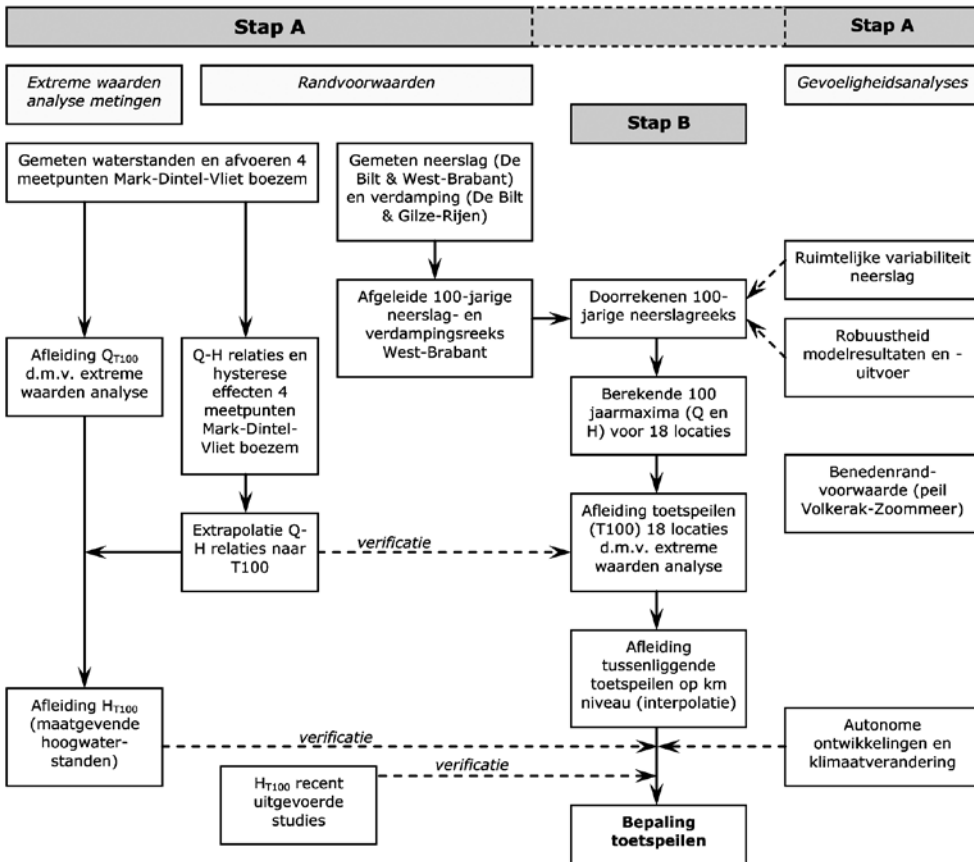 Stap A
Stap A
Extreme waarden
analyse metingen
Randvoorwaarden
Gevoeligheidsanalyses
Stap B
Gemeten waterstanden en afvoeren 4
meetpunten Mark-Dintel-Vliet boezem
Gemeten neerslag (De
Bilt & West-Brabant)
en verdamping (De Bilt
& Gilze-Rijen)
Ruimtelijke variabiliteit
neerslag
Afgeleide 100-jarige
neerslag- en
verdampingsreeks
West-Brabant
Doorrekenen 100-
jarige neerslagreeks
Robuustheid
modelresultaten en -
uitvoer
Afleiding QT100
d.m.v. extreme
waarden analyse
Q-H relaties en
hysterese
effecten 4
meetpunten
Mark-Dintel-
Vliet boezem
Berekende 100
jaarmaxima (Q en
H) voor 18 locaties
Benedenrand-
voorwaarde (peil
Volkerak-Zoommeer)
Extrapolatie Q-
H relaties naar
T100
verificatie
Afleiding toetspeilen
(T100) 18 locaties
d.m.v. extreme
waarden analyse
Afleiding
tussenliggende
toetspeilen op km
niveau (interpolatie)
Afleiding HT100
(maatgevende
hoogwater-
standen)
verificatie
Autonome
ontwikkelingen en
klimaatverandering
verificatie
HT100 recent
uitgevoerde
studies
Bepaling
toetspeilen